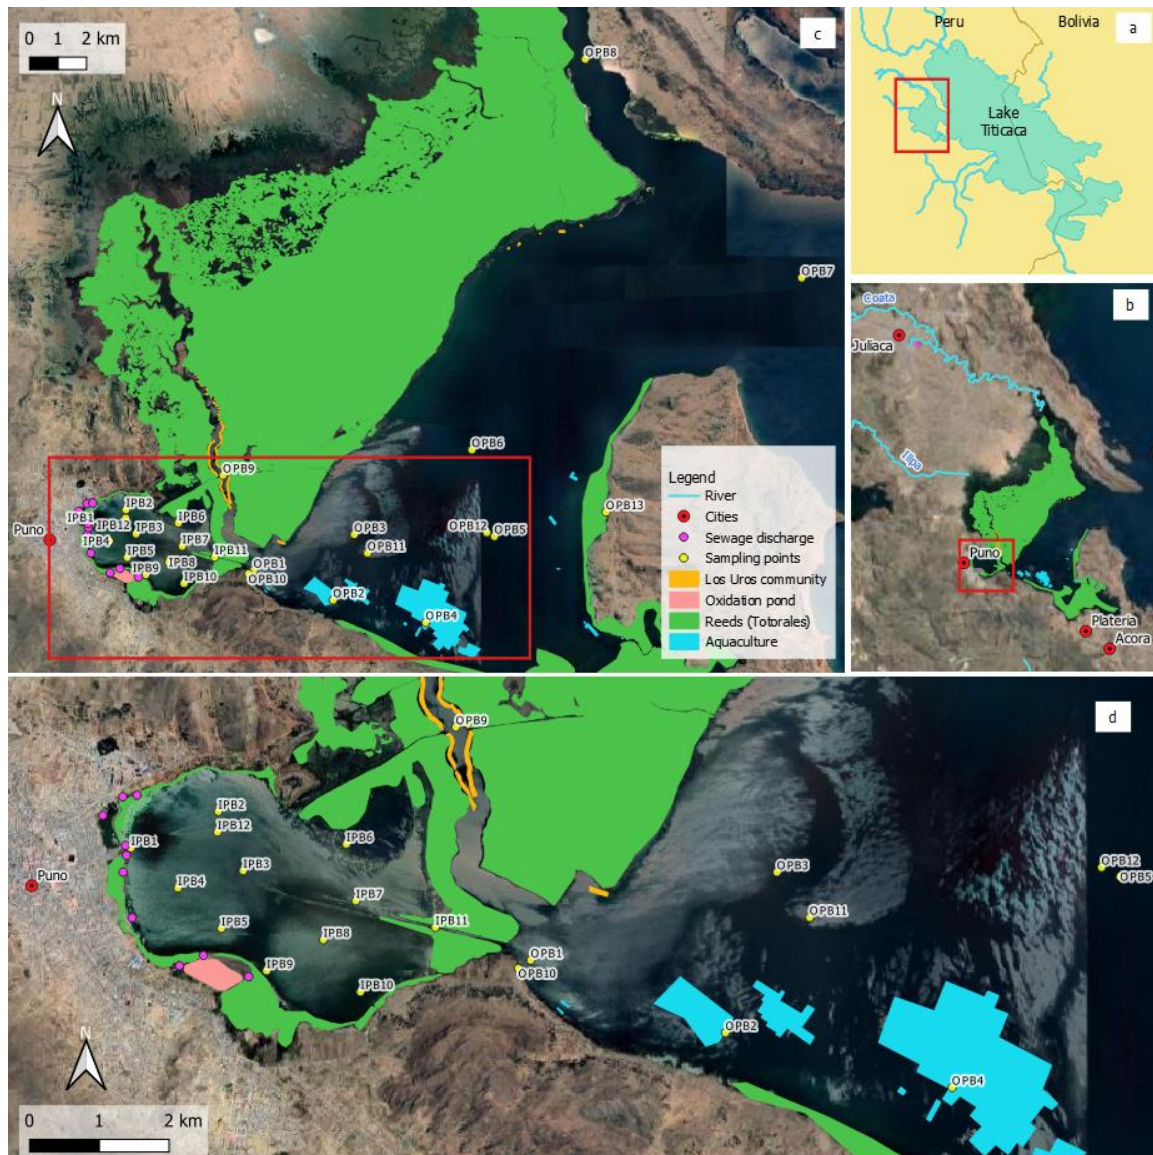 0 1 2 km
c
N
OPB8
OPB7
OPB6
OPB9
IPB2
IPB1
IPB12
IPB3
IPB6
IPB4
IPB7
IPB5
IPB8
IPB11
IPB9
IPB10
Puno
OPB3
OPB11
OPB12
OPB5
OPB13
OPB1
OPB10
OPB2
OPB4
Legend
River
Cities
Sewage discharge
Sampling points
Los Uros community
Oxidation pond
Reeds (Totorales)
Aquaculture
Peru
Bolivia
a
Lake
Titicaca
b
Coata
Juliaca
Illpa
Puno
Plateria
Acora
d
OPB9
IPB2
IPB12
IPB1
IPB6
IPB3
IPB4
Puno
IPB7
IPB5
IPB8
IPB11
IPB9
IPB10
OPB3
OPB12
OPB5
OPB11
OPB1
OPB10
OPB2
OPB4
N
0 1 2 km